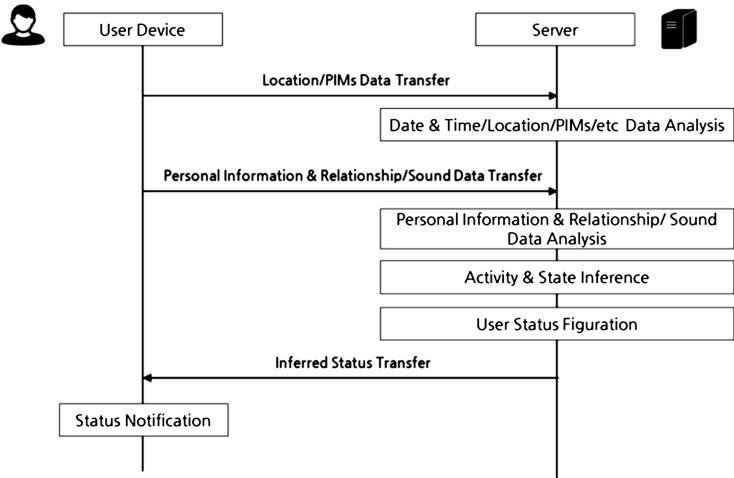 User Device
Server
Location/PIMs Data Transfer
Date & Time/Location/PIMs/etc Data Analysis
Personal Information & Relationship/Sound Data Transfer
Personal Information & Relationship/ Sound
Data Analysis
Activity & State Inference
User Status Figuration
Inferred Status Transfer
Status Notification